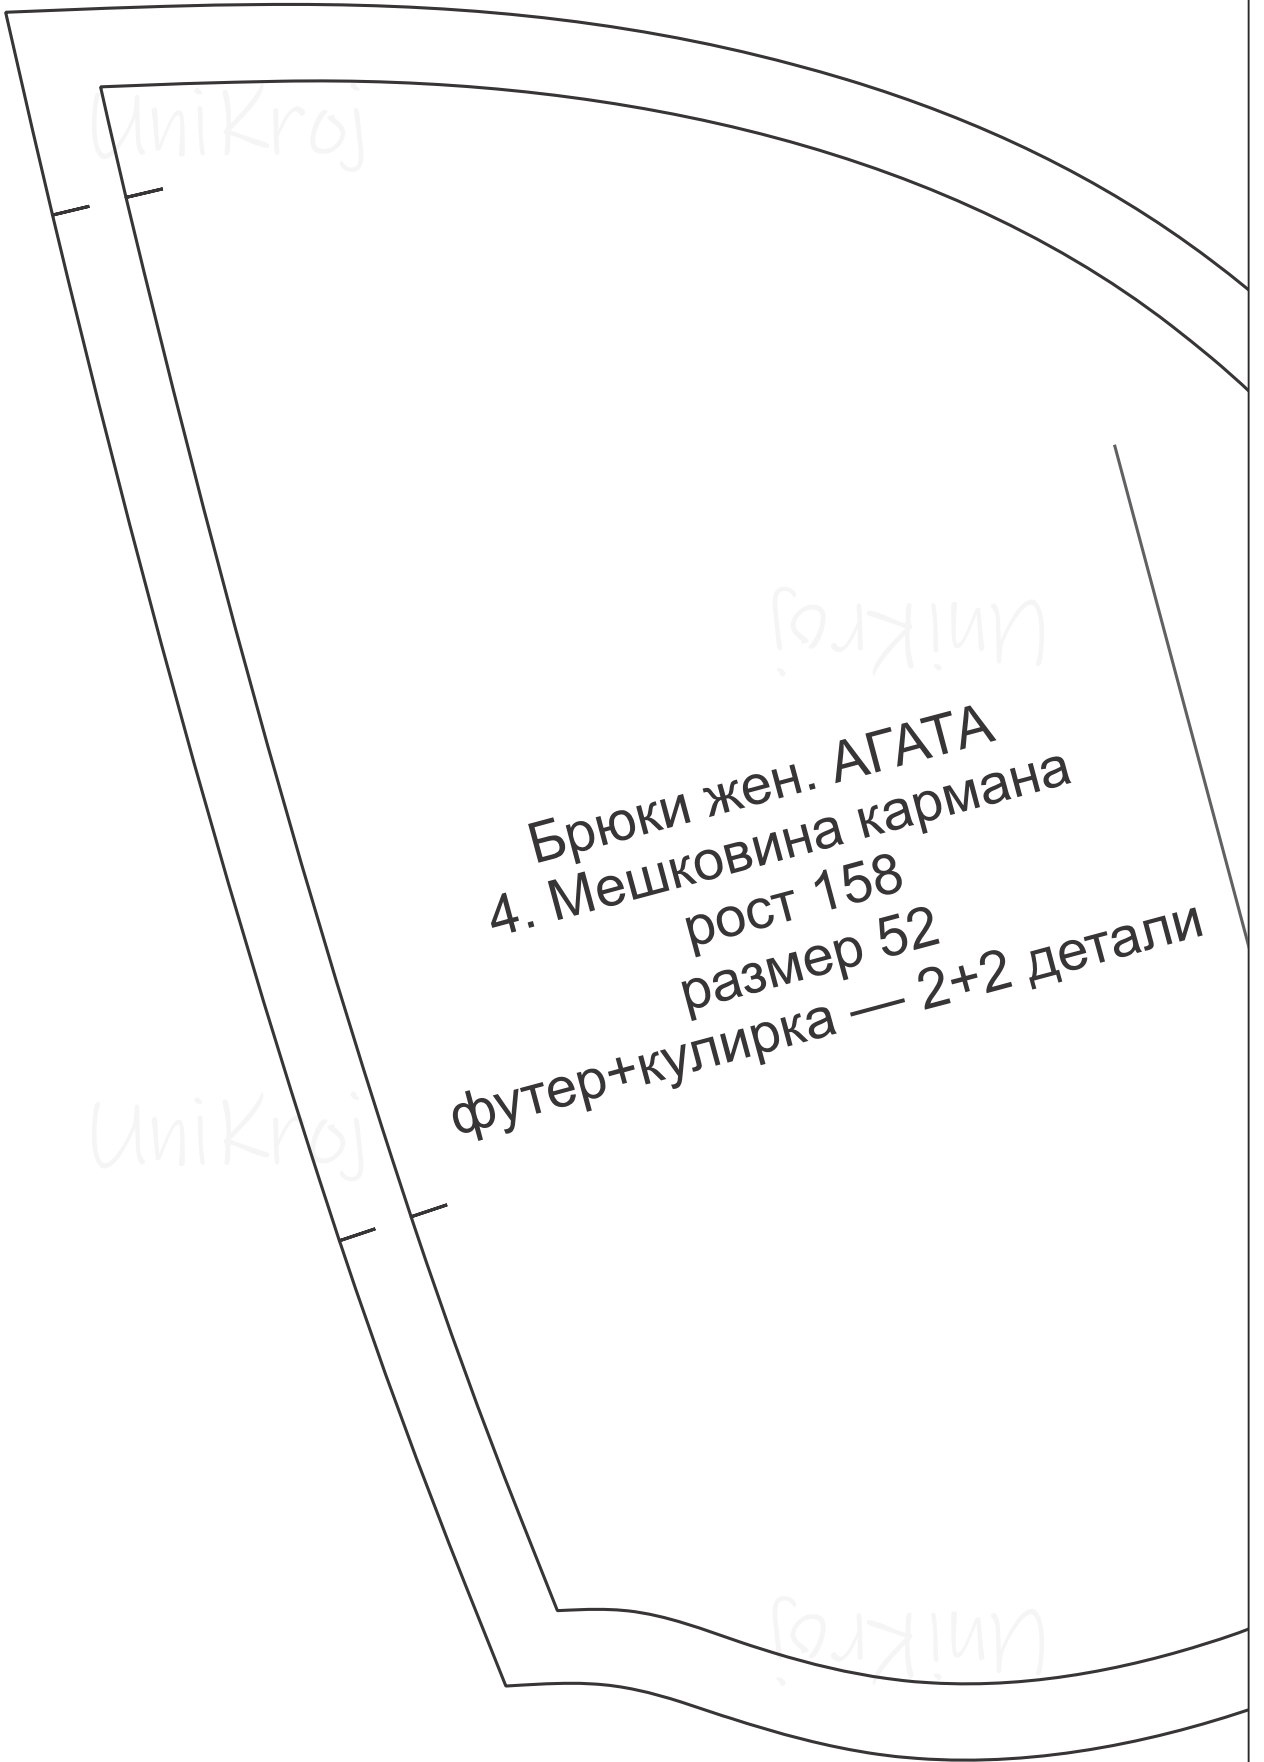 UniKroj
UniKroj
Брюки жен. АГАТА
4. Мешковина кармана
рост 158
размер 52
футер+кулирка — 2+2 детали
UniKroj
UniKroj